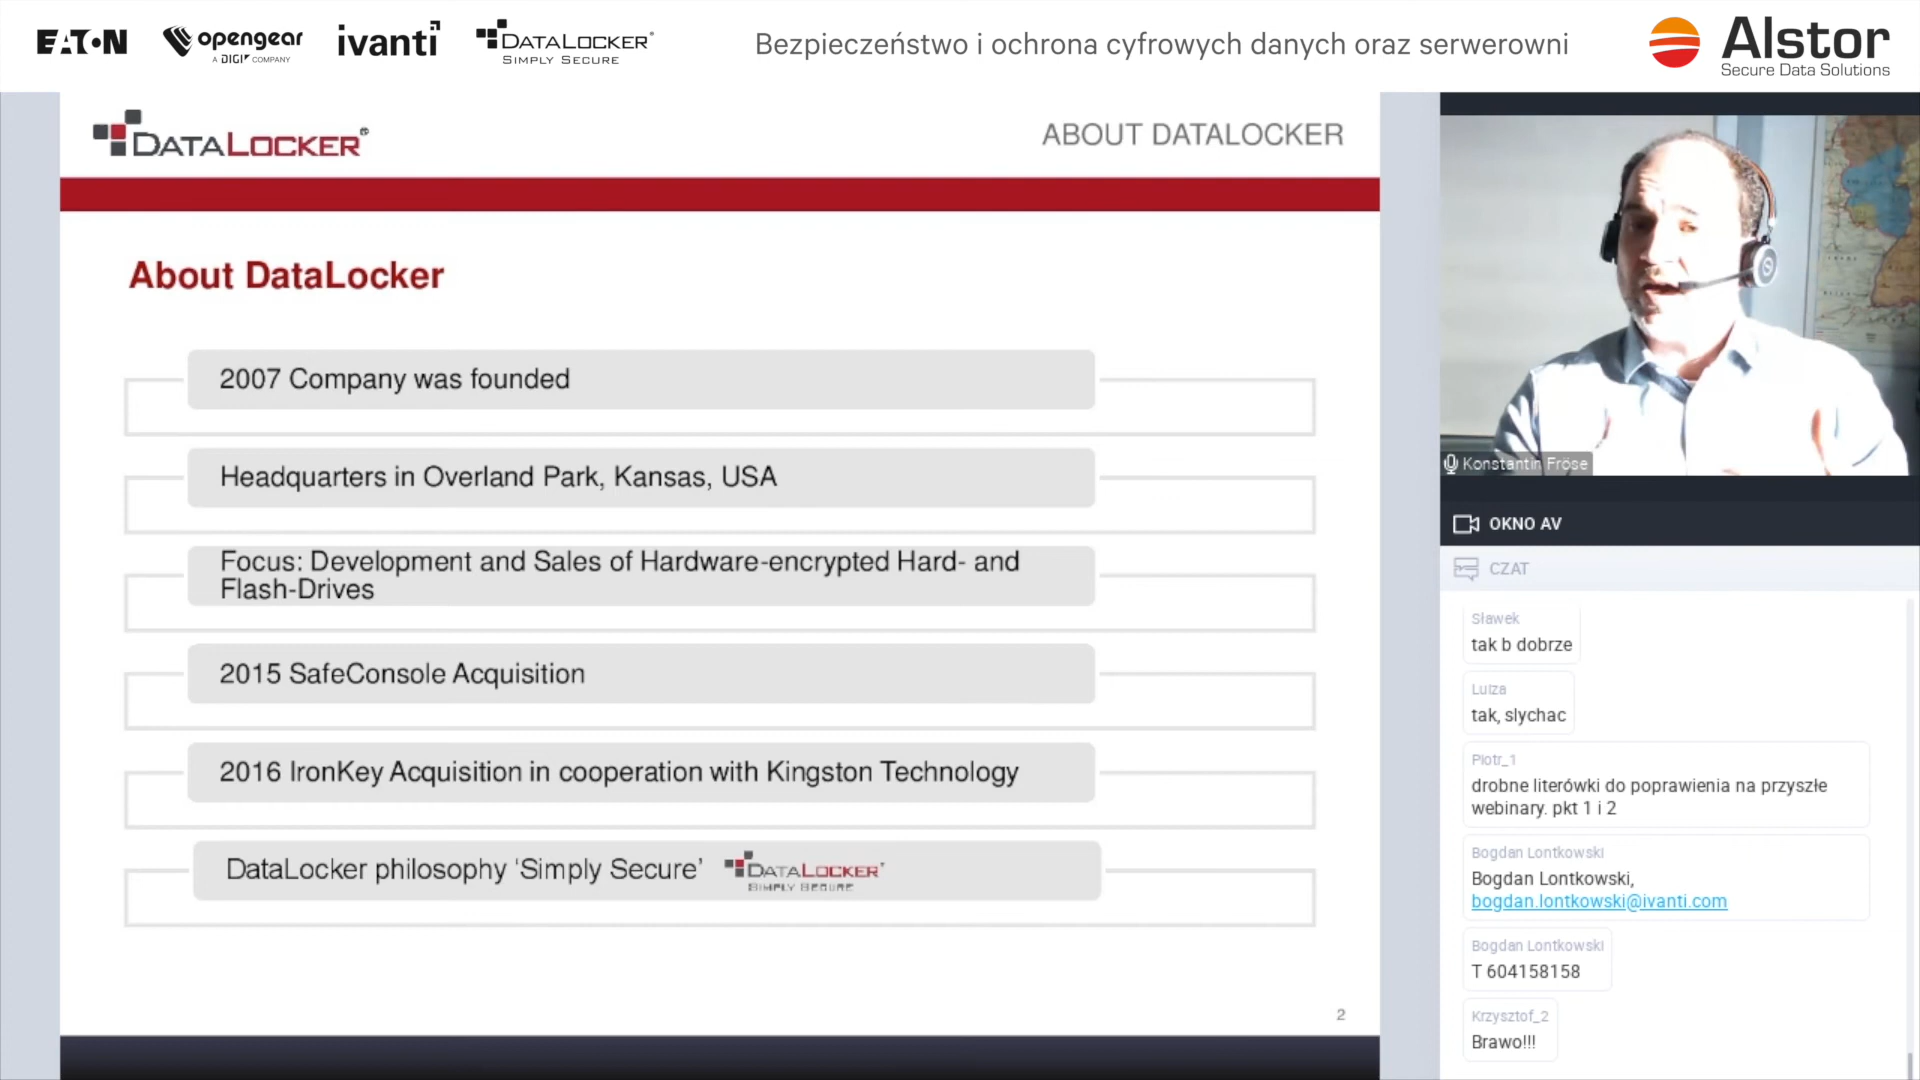 EATON
opengear
A DIGI COMPANY
ivanti
DATALOCKER®
SIMPLY SECURE
Bezpieczeństwo i ochrona cyfrowych danych oraz serwerowni
Alstor
Secure Data Solutions
DATALOCKER®
ABOUT DATALOCKER
About DataLocker
2007 Company was founded
Headquarters in Overland Park, Kansas, USA
Focus: Development and Sales of Hardware-encrypted Hard- and
Flash-Drives
2015 SafeConsole Acquisition
2016 IronKey Acquisition in cooperation with Kingston Technology
DataLocker philosophy ‘Simply Secure’
DATALOCKER®
SIMPLY SECURE
2
Konstantin Fröse
OKNO AV
CZAT
Sławek
tak b dobrze
Luiza
tak, slychac
Piotr_1
drobne literówki do poprawienia na przyszłe
webinary. pkt 1 i 2
Bogdan Lontkowski
Bogdan Lontkowski,
bogdan.lontkowski@ivanti.com
Bogdan Lontkowski
T 604158158
Krzysztof_2
Brawo!!!